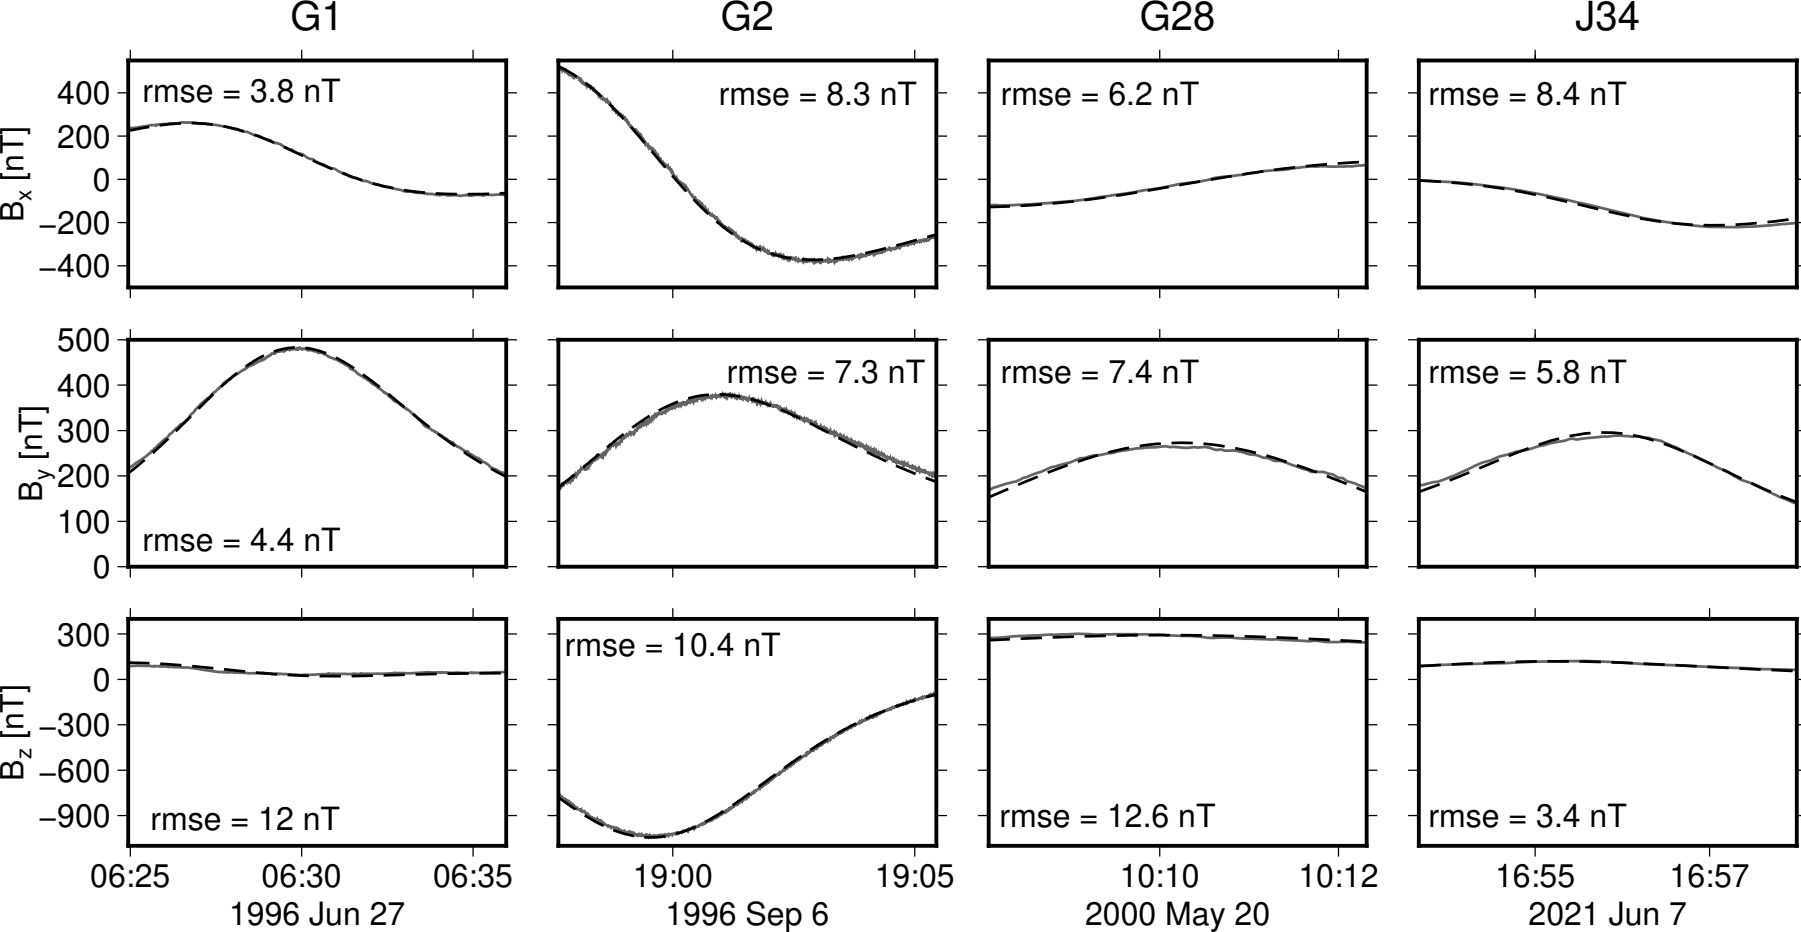 G1 G2 G28 J34
Bx [nT]
400
200
0
−200
−400
rmse = 3.8 nT
rmse = 8.3 nT
rmse = 6.2 nT
rmse = 8.4 nT
By [nT]
500
400
300
200
100
0
rmse = 4.4 nT
rmse = 7.3 nT
rmse = 7.4 nT
rmse = 5.8 nT
Bz [nT]
300
0
−300
−600
−900
rmse = 12 nT
rmse = 10.4 nT
rmse = 12.6 nT
rmse = 3.4 nT
06:25 06:30 06:35 19:00 19:05 10:10 10:12 16:55 16:57
1996 Jun 27 1996 Sep 6 2000 May 20 2021 Jun 7